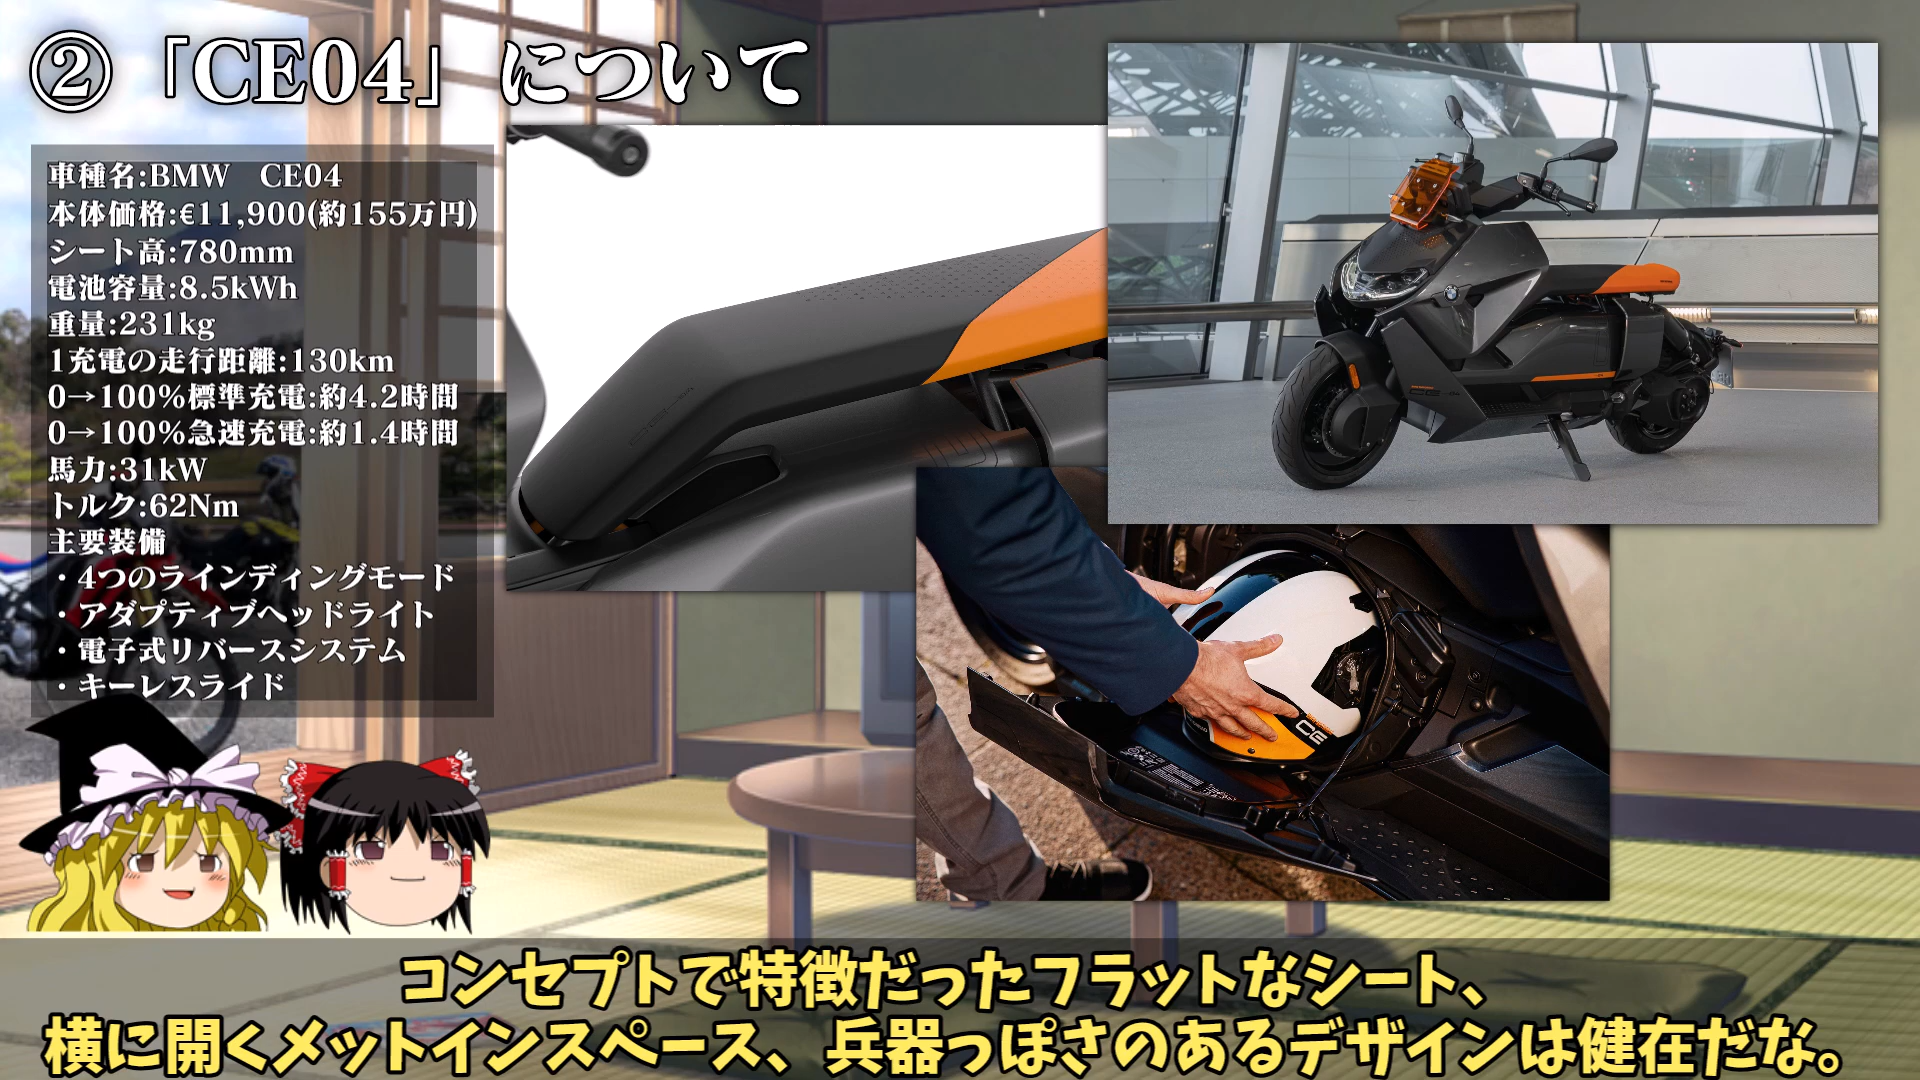 ②「CE04」について
車種名:BMW　CE04
本体価格:€11,900(約155万円)
シート高:780mm
電池容量:8.5kWh
重量:231kg
1充電の走行距離:130km
0→100%標準充電:約4.2時間
0→100%急速充電:約1.4時間
馬力:31kW
トルク:62Nm
主要装備
・4つのラインディングモード
・アダプティブヘッドライト
・電子式リバースシステム
・キーレスライド
CE
コンセプトで特徴だったフラットなシート、
横に開くメットインスペース、兵器っぽさのあるデザインは健在だな。